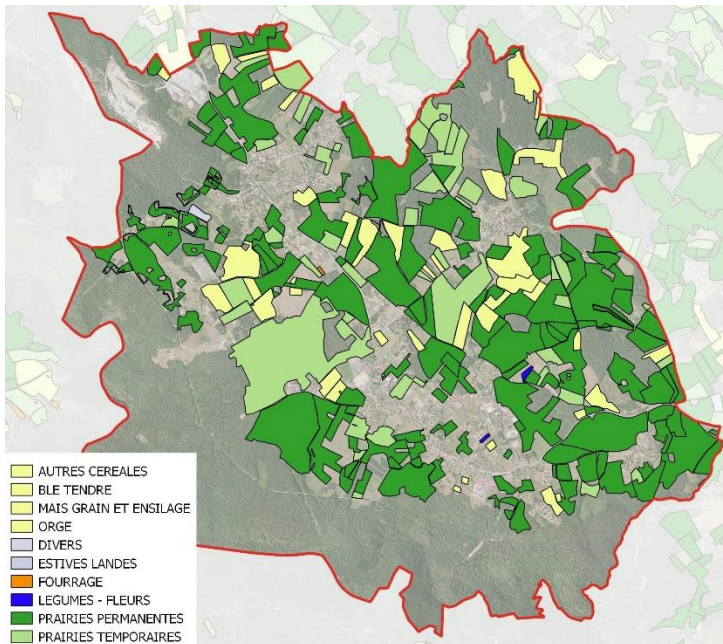 AUTRES CEREALES
BLE TENDRE
MAIS GRAIN ET ENSILAGE
ORGE
DIVERS
ESTIVES LANDES
FOURRAGE
LEGUMES - FLEURS
PRAIRIES PERMANENTES
PRAIRIES TEMPORAIRES